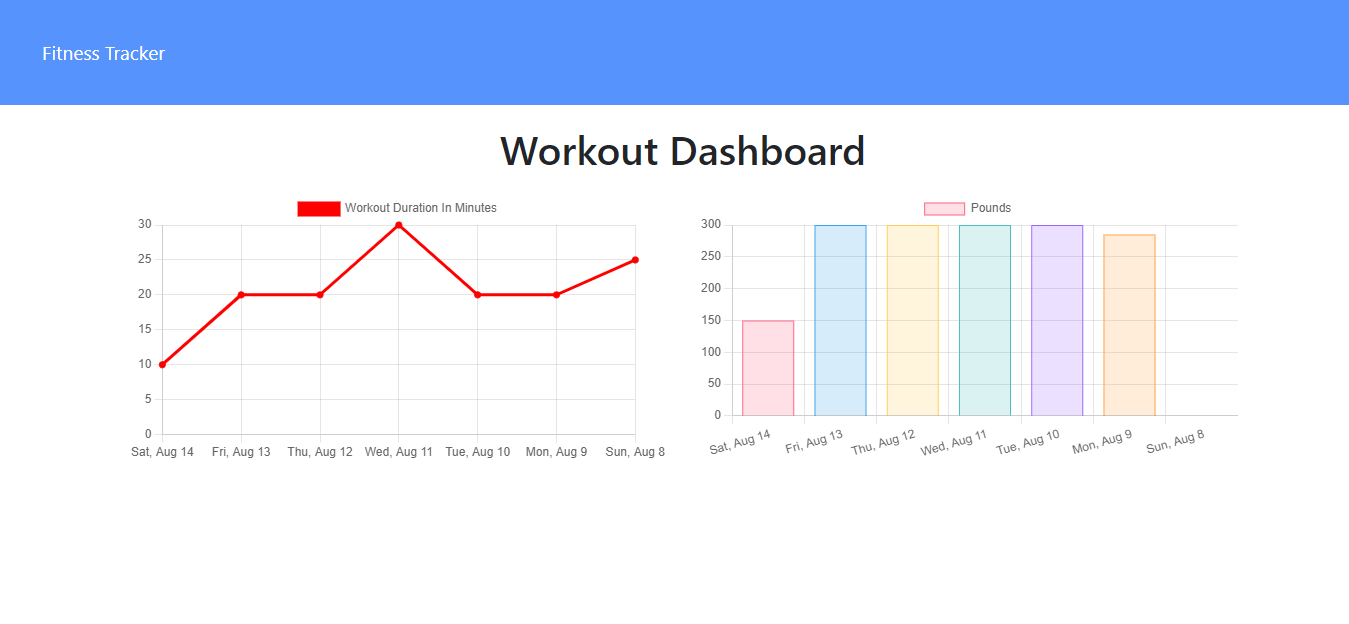 Fitness Tracker
Workout Dashboard
Workout Duration In Minutes
30
25
20
15
10
5
0
Sat, Aug 14 Fri, Aug 13 Thu, Aug 12 Wed, Aug 11 Tue, Aug 10 Mon, Aug 9 Sun, Aug 8
Pounds
300
250
200
150
100
50
0
Sat, Aug 14 Fri, Aug 13 Thu, Aug 12 Wed, Aug 11 Tue, Aug 10 Mon, Aug 9 Sun, Aug 8